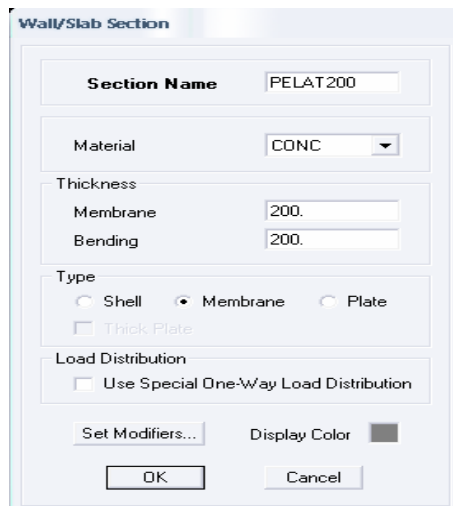 Wall/Slab Section
Section Name PELAT200
Material CONC
Thickness
Membrane 200.
Bending 200.
Type
Shell Membrane Plate
Thick Plate
Load Distribution
Use Special One-Way Load Distribution
Set Modifiers... Display Color
OK Cancel